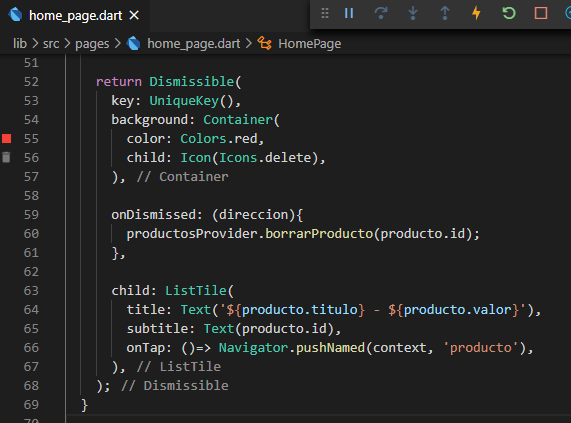 home_page.dart
lib > src > pages > home_page.dart > HomePage
51
52 return Dismissible(
53 key: UniqueKey(),
54 background: Container(
55 color: Colors.red,
56 child: Icon(Icons.delete),
57 ), // Container
58
59 onDismissed: (direccion){
60 productosProvider.borrarProducto(producto.id);
61 },
62
63 child: ListTile(
64 title: Text('${producto.titulo} - ${producto.valor}'),
65 subtitle: Text(producto.id),
66 onTap: ()=> Navigator.pushNamed(context, 'producto'),
67 ), // ListTile
68 ); // Dismissible
69 }
70